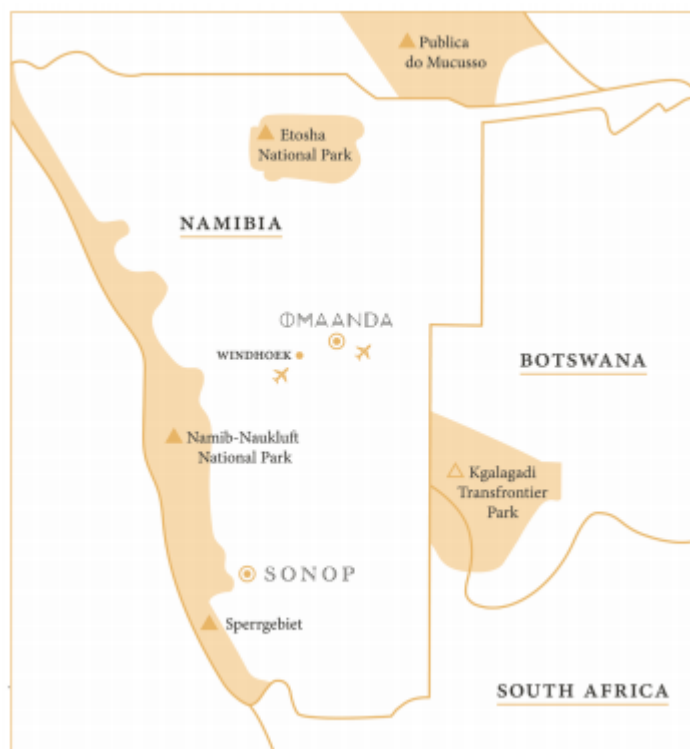 Publica
do Mucusso
Etosha
National Park
NAMIBIA
OMAANDA
WINDHOEK
BOTSWANA
Namib-Naukluft
National Park
Kgalagadi
Transfrontier
Park
SONOP
Sperrgebiet
SOUTH AFRICA